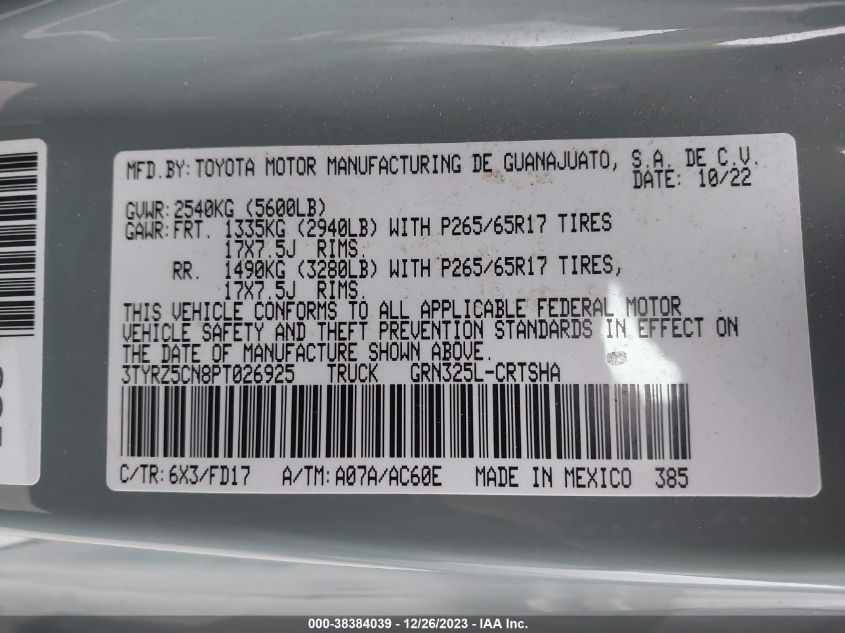 MFD.BY: TOYOTA MOTOR MANUFACTURING DE GUANAJUATO, S.A. DE C.V.
DATE: 10/22
GVWR: 2540KG (5600LB)
GAWR: FRT. 1335KG (2940LB) WITH P265/65R17 TIRES
17X7.5J RIMS.
RR. 1490KG (3280LB) WITH P265/65R17 TIRES,
17X7.5J RIMS.
THIS VEHICLE CONFORMS TO ALL APPLICABLE FEDERAL MOTOR
VEHICLE SAFETY AND THEFT PREVENTION STANDARDS IN EFFECT ON
THE DATE OF MANUFACTURE SHOWN ABOVE.
3TYRZ5CN8PT026925 TRUCK GRN325L-CRTSHA
C/TR: 6X3/FD17 A/TM: A07A/AC60E MADE IN MEXICO 385
000-38384039 - 12/26/2023 - IAA Inc.